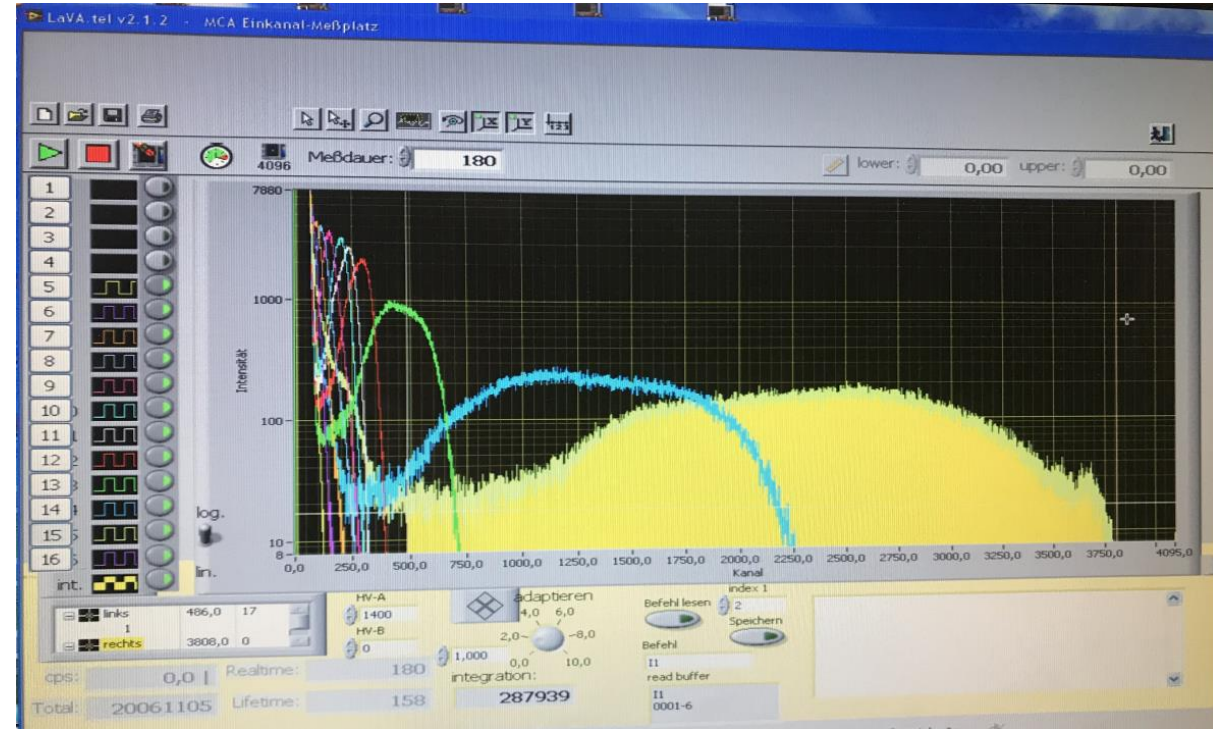 LaVA.tel v2.1.2 - MCA Einkanal-Meßplatz
4096
Meßdauer: 180
lower: 0,00 upper: 0,00
1
2
3
4
5
6
7
8
9
10
11
12
13
14
15
16
int.
log.
lin.
7880
1000
100
10
8
Intensität
0,0 250,0 500,0 750,0 1000,0 1250,0 1500,0 1750,0 2000,0 2250,0 2500,0 2750,0 3000,0 3250,0 3500,0 3750,0 4095,0
Kanal
links 486,0 17
1
rechts 3808,0 0
HV-A
1400
HV-B
0
adaptieren
4,0 6,0
2,0 8,0
0,0 10,0
1,000
integration:
287939
Befehl lesen
index 1
2
Speichern
Befehl
I1
read buffer
I1
0001-6
cps: 0,0
Realtime: 180
Total: 20061105
Lifetime: 158